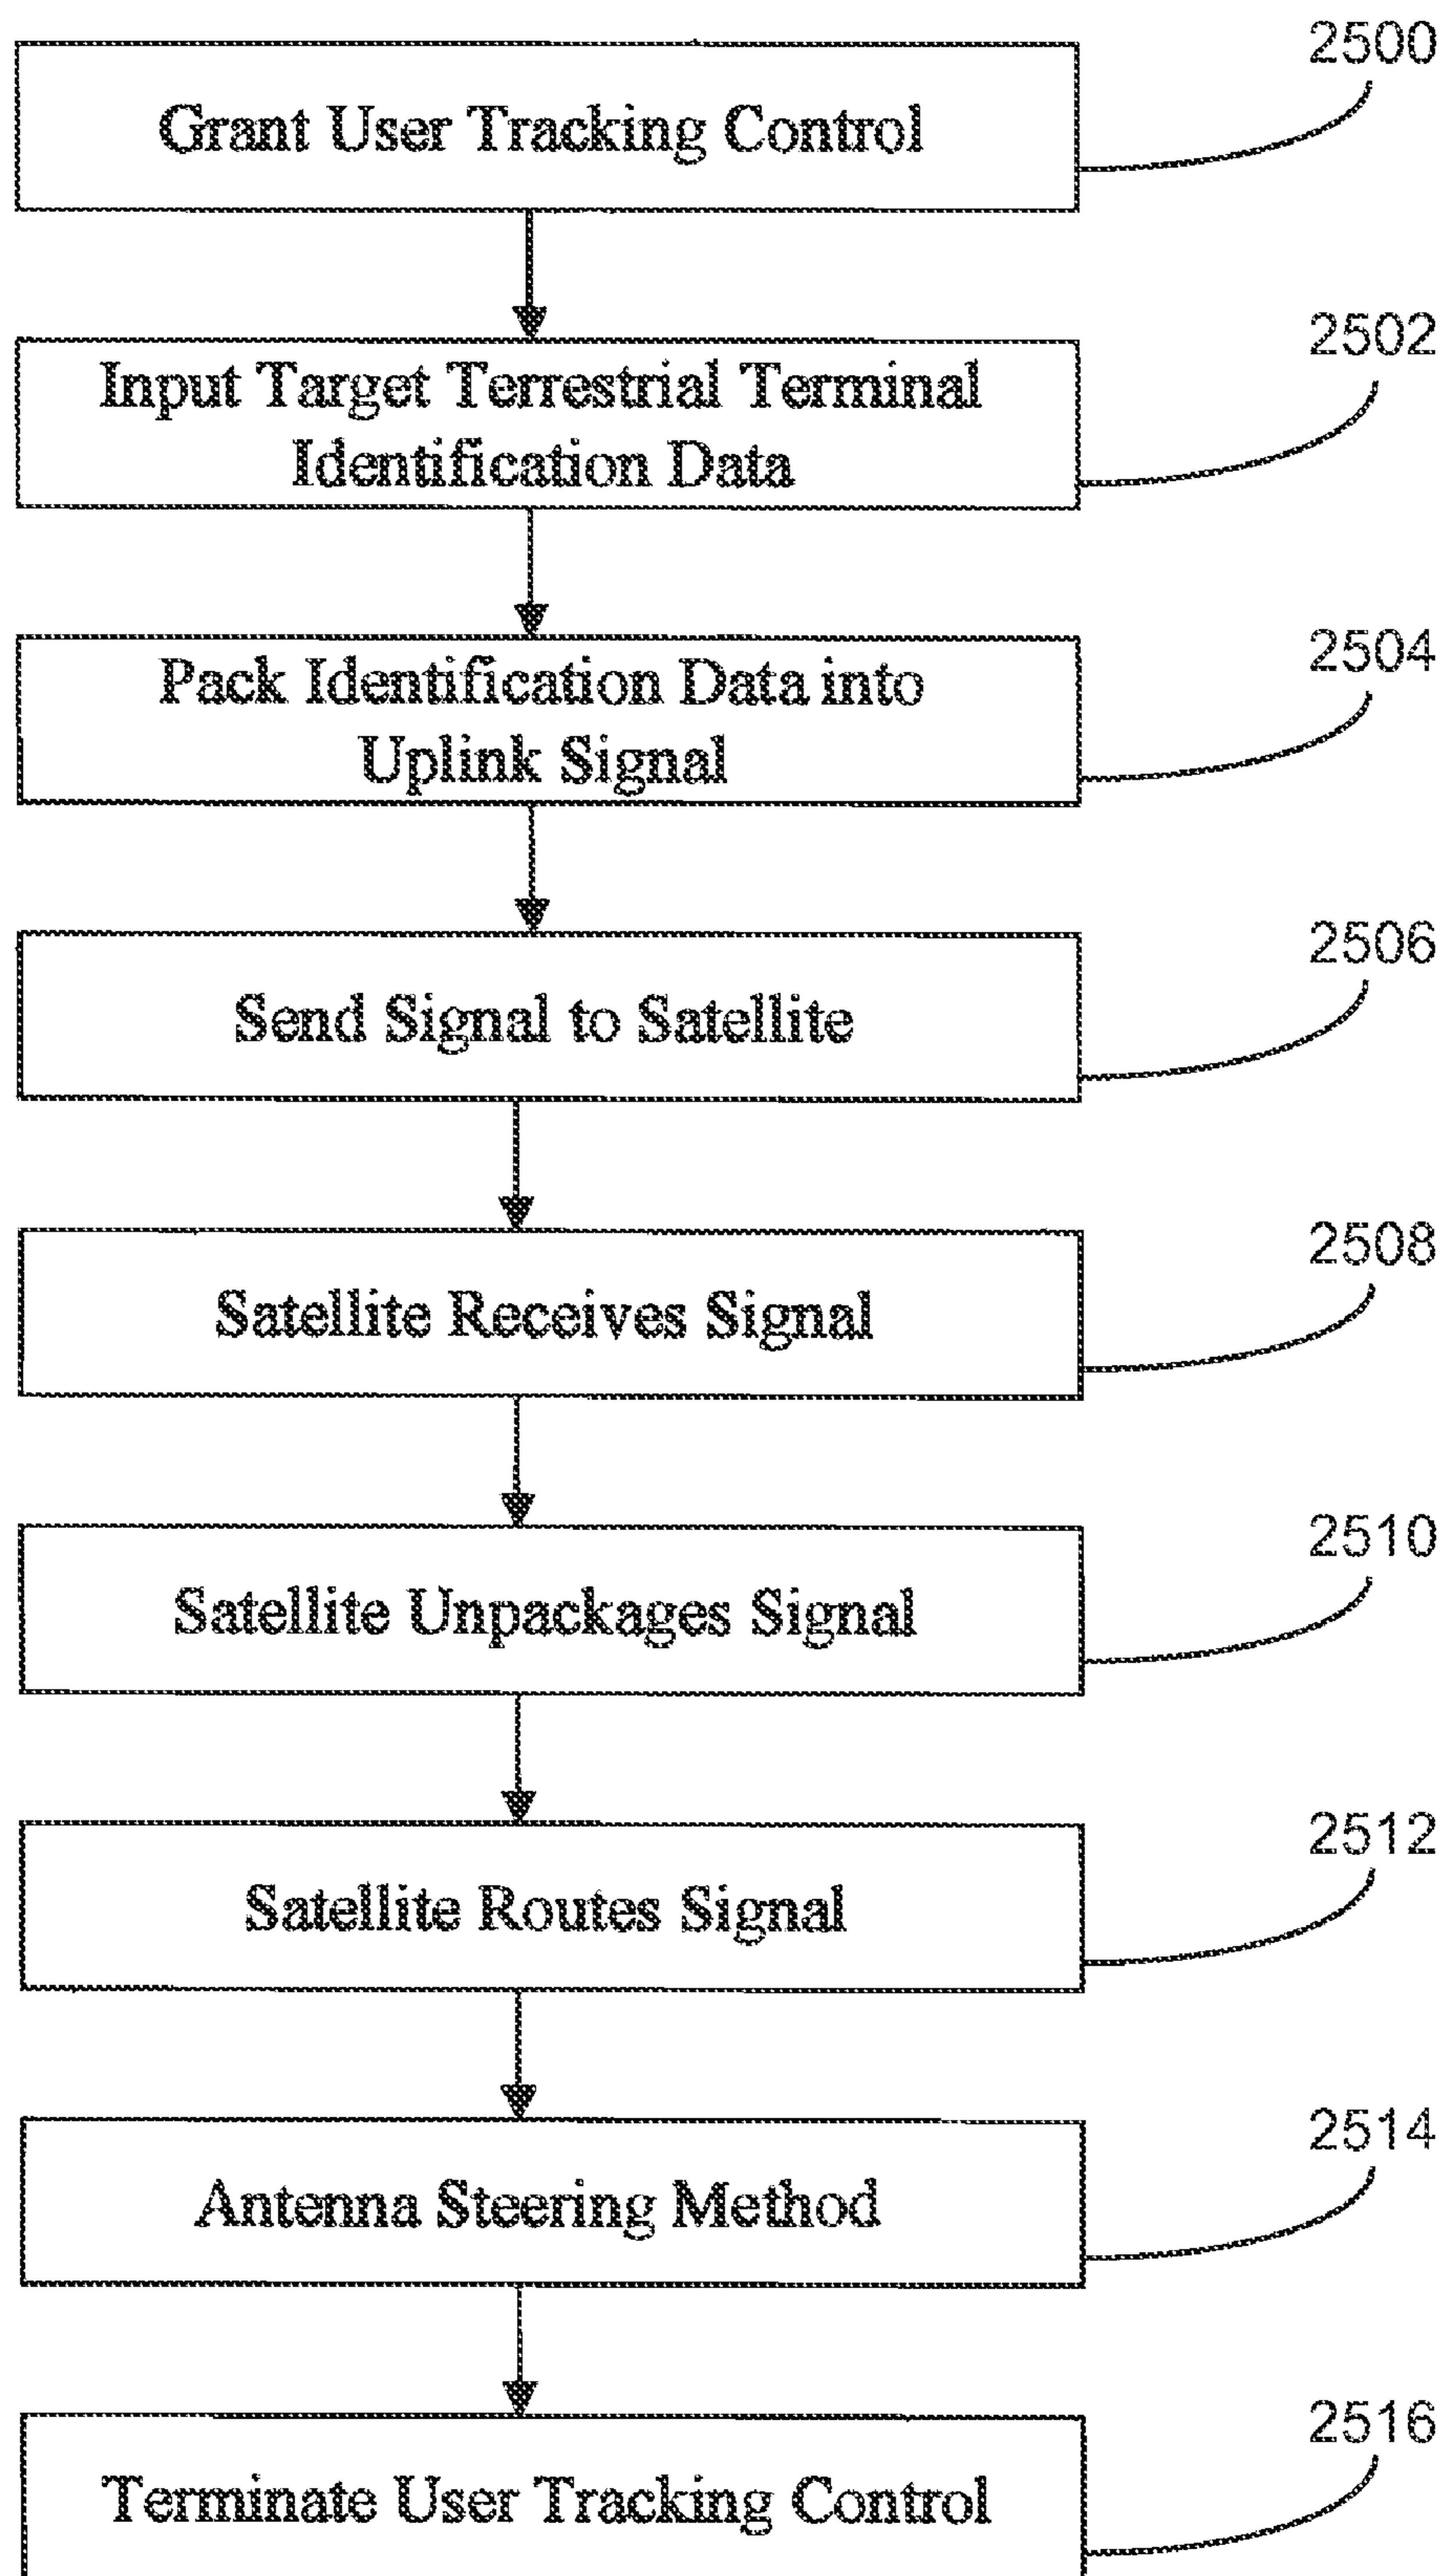 2500
Grant User Tracking Control
2502
Input Target Terrestrial Terminal
Identification Data
2504
Pack Identification Data into
Uplink Signal
2506
Send Signal to Satellite
2508
Satellite Receives Signal
2510
Satellite Unpackages Signal
2512
Satellite Routes Signal
2514
Antenna Steering Method
2516
Terminate User Tracking Control